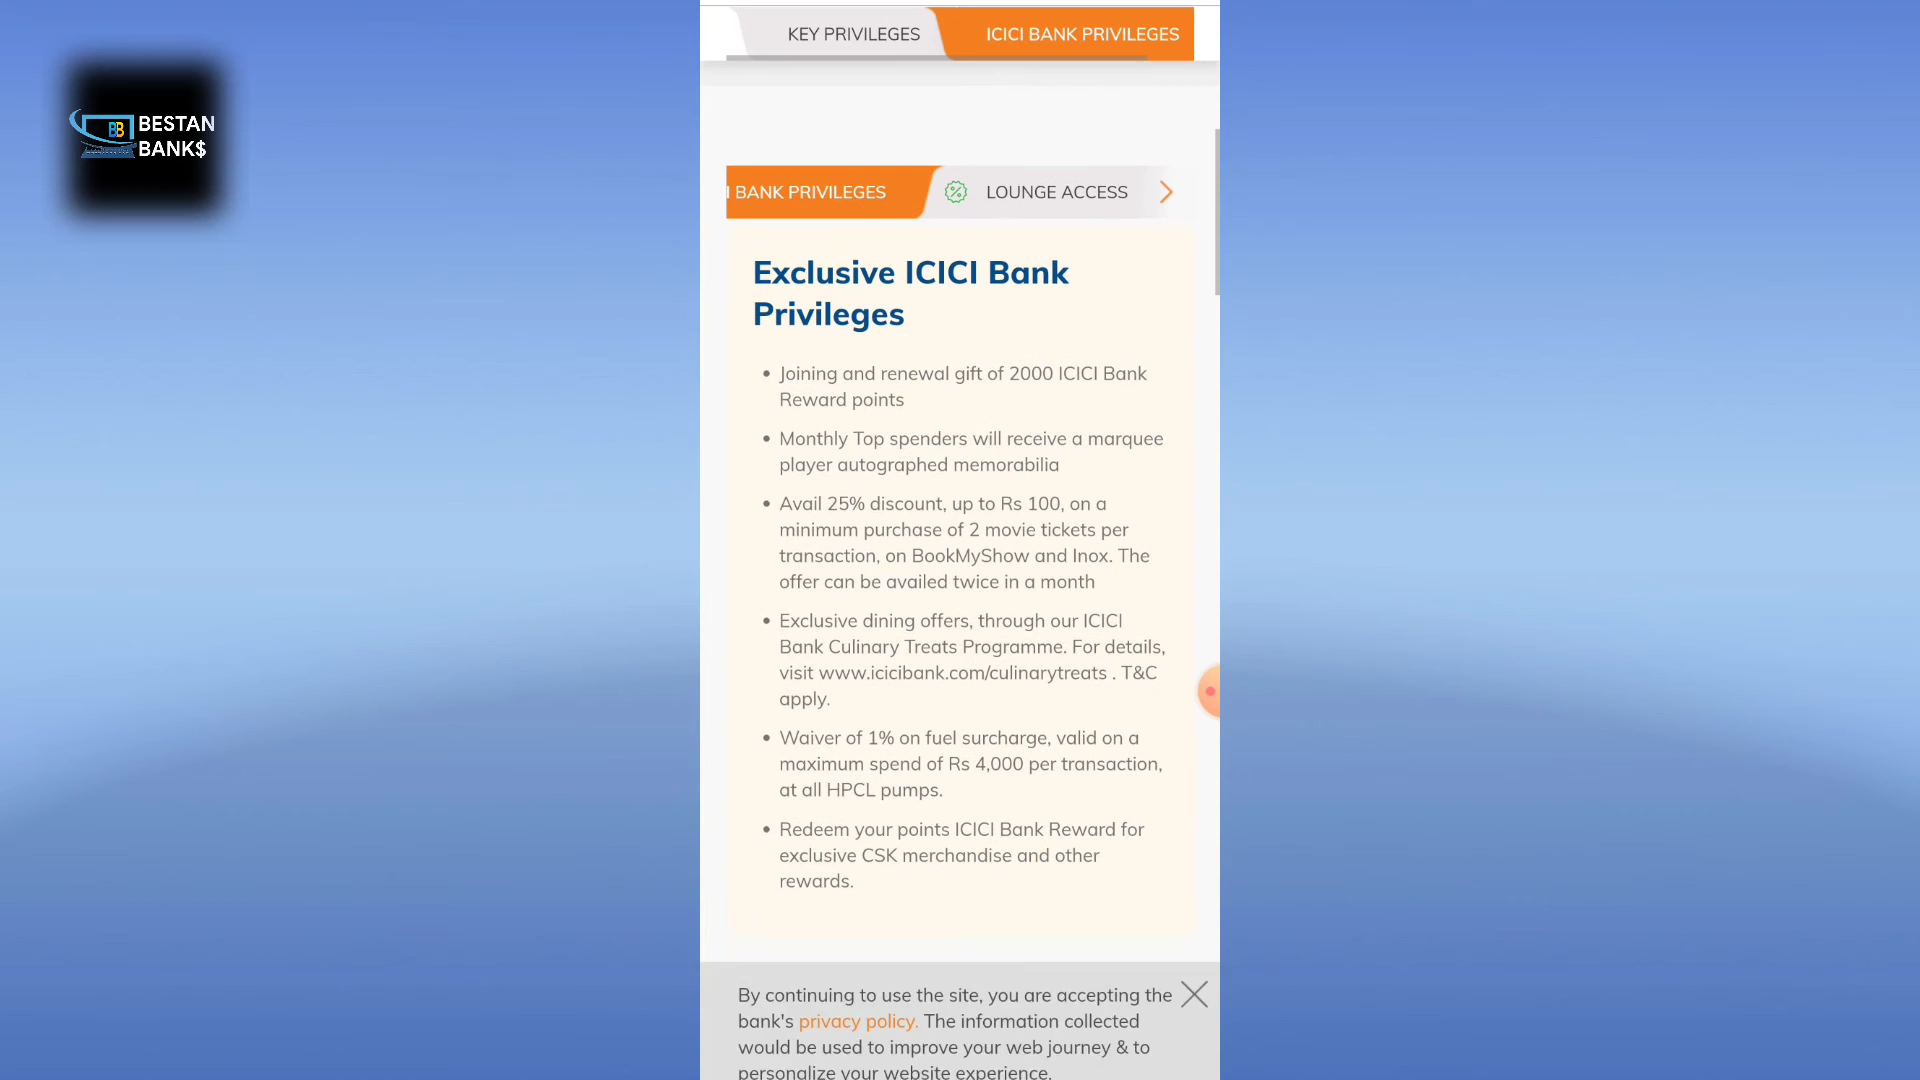 KEY PRIVILEGES
ICICI BANK PRIVILEGES
BB
BESTAN
BANK$
I BANK PRIVILEGES
LOUNGE ACCESS
Exclusive ICICI Bank
Privileges
• Joining and renewal gift of 2000 ICICI Bank
Reward points
• Monthly Top spenders will receive a marquee
player autographed memorabilia
• Avail 25% discount, up to Rs 100, on a
minimum purchase of 2 movie tickets per
transaction, on BookMyShow and Inox. The
offer can be availed twice in a month
• Exclusive dining offers, through our ICICI
Bank Culinary Treats Programme. For details,
visit www.icicibank.com/culinarytreats . T&C
apply.
• Waiver of 1% on fuel surcharge, valid on a
maximum spend of Rs 4,000 per transaction,
at all HPCL pumps.
• Redeem your points ICICI Bank Reward for
exclusive CSK merchandise and other
rewards.
By continuing to use the site, you are accepting the
bank's privacy policy. The information collected
would be used to improve your web journey & to
personalize your website experience.